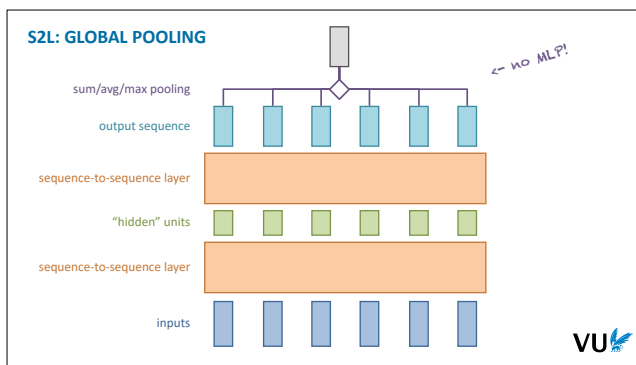 S2L: GLOBAL POOLING
← no MLP!
sum/avg/max pooling
output sequence
sequence-to-sequence layer
“hidden” units
sequence-to-sequence layer
inputs
VU